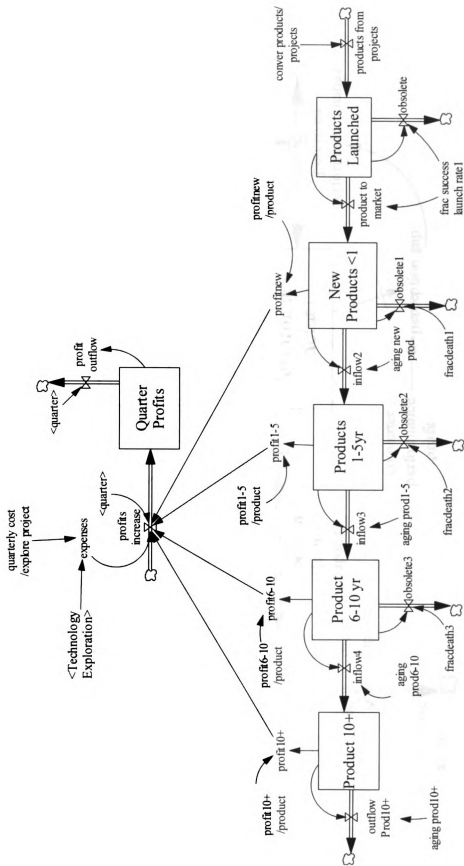 quarterly cost
/explore project
<Technology
Exploration>
expenses
<quarter>
profits
increase
Quarter
Profits
<quarter>
profit
outflow
profit10+
/product
profit10+
profit6-10
/product
profit6-10
profit1-5
/product
profit1-5
profitnew
/product
profitnew
conver products/
projects
Product 10+
outflow
Prod10+
aging prod10+
inflow4
aging
prod6-10
Product
6-10 yr
obsolete3
fracdeath3
inflow3
aging prod1-5
Products
1-5yr
obsolete2
fracdeath2
inflow2
aging new
prod
New
Products <1
obsolete1
fracdeath1
product to
market
Products
Launched
obsolete
frac success
launch rate1
products from
projects